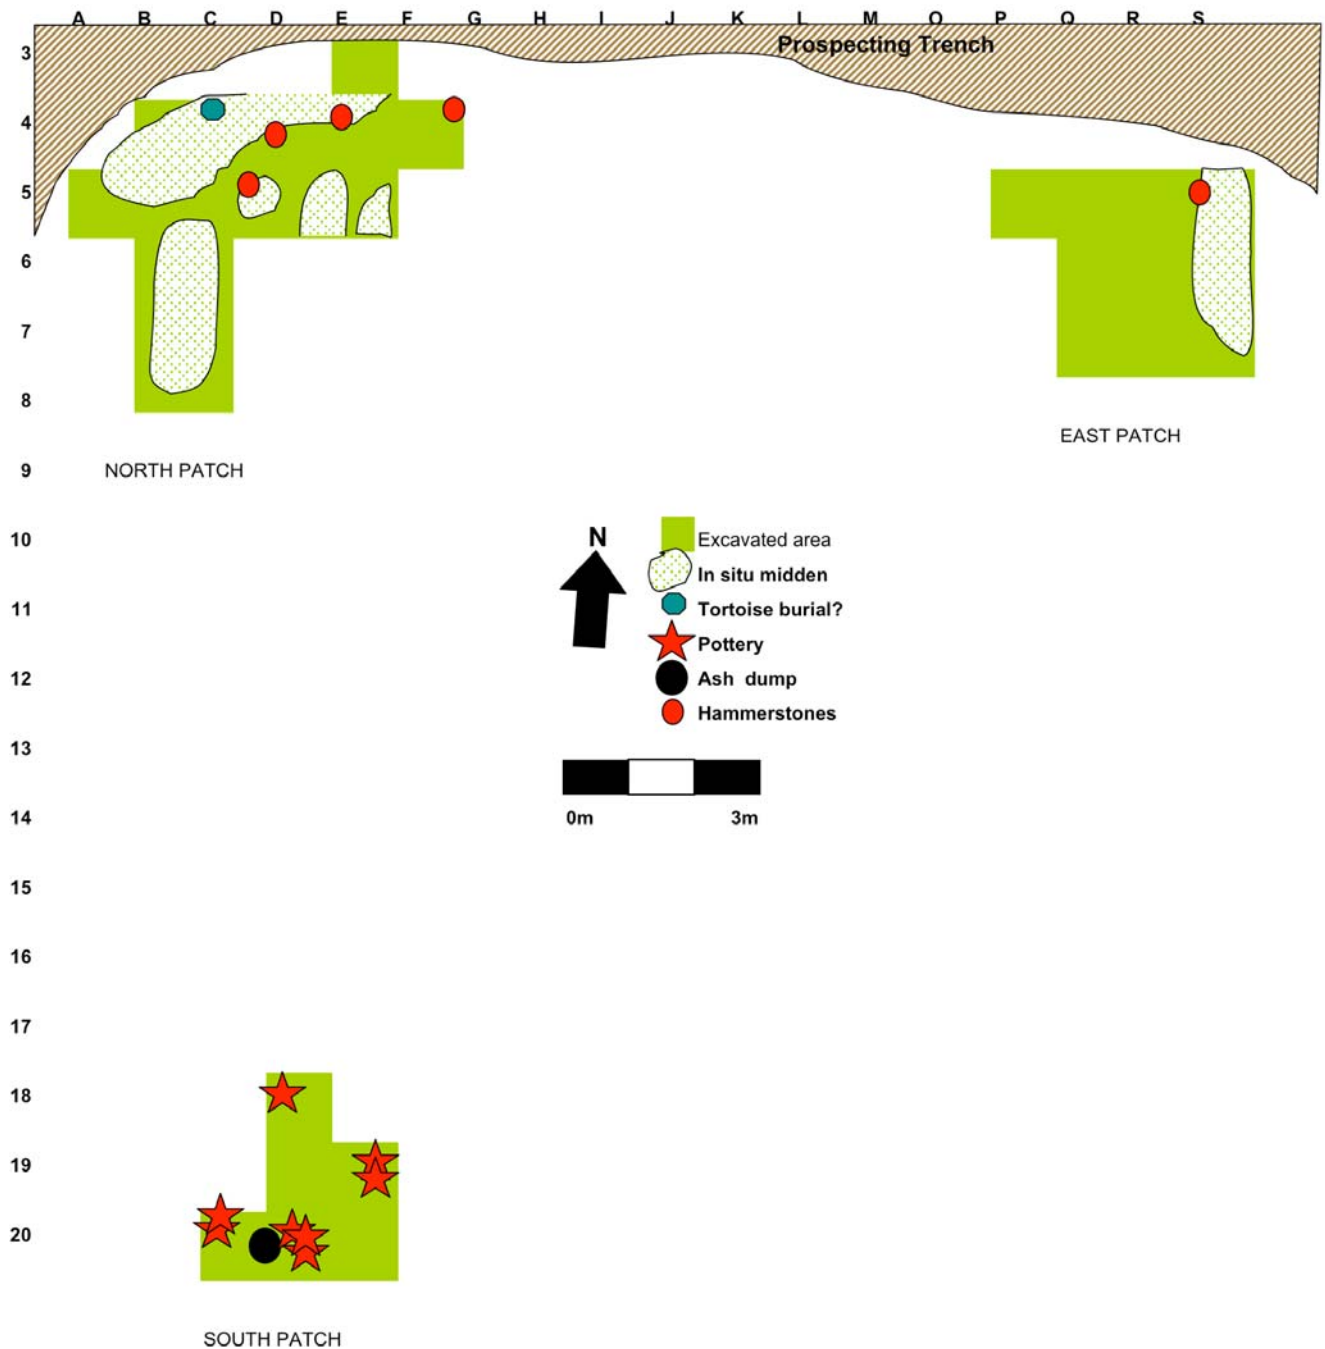 A B C D E F G H I J K L M O P Q R S
Prospecting Trench
3
4
5
6
7
8
EAST PATCH
9
NORTH PATCH
10
N
Excavated area
In situ midden
11
Tortoise burial?
Pottery
12
Ash dump
Hammerstones
13
14
0m 3m
15
16
17
18
19
20
SOUTH PATCH